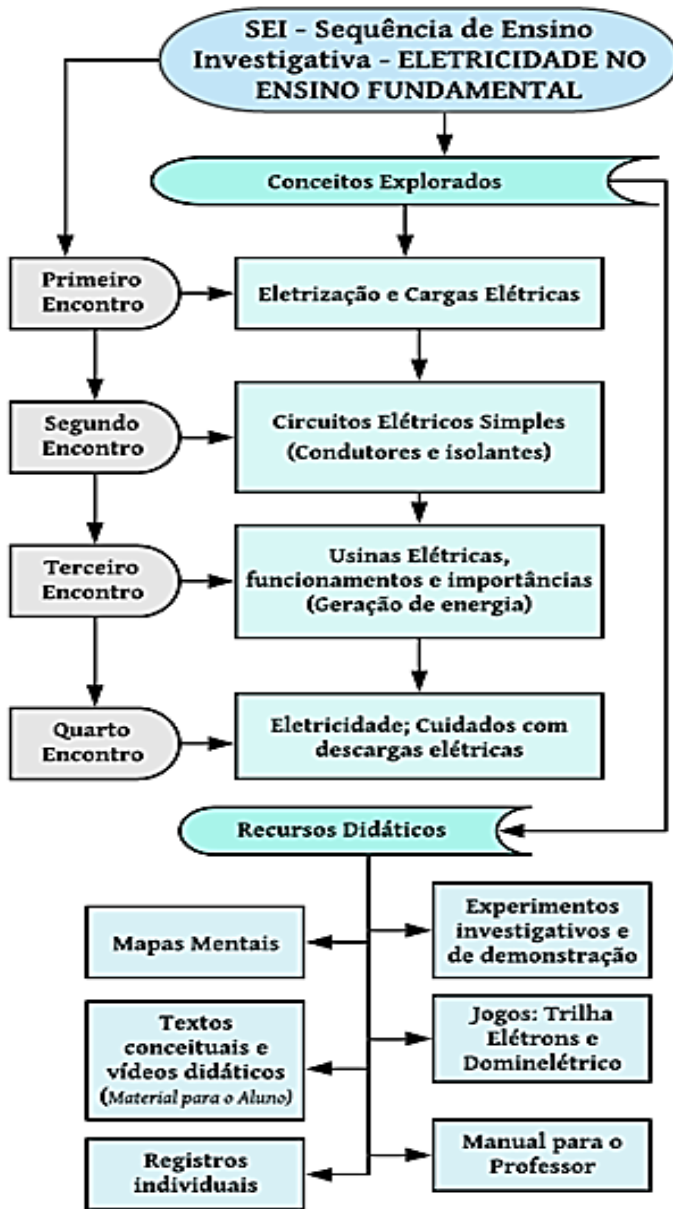 SEI – Sequência de Ensino
Investigativa – ELETRICIDADE NO
ENSINO FUNDAMENTAL
Conceitos Explorados
Primeiro
Encontro
Eletrização e Cargas Elétricas
Segundo
Encontro
Circuitos Elétricos Simples
(Condutores e isolantes)
Terceiro
Encontro
Usinas Elétricas,
funcionamentos e importâncias
(Geração de energia)
Quarto
Encontro
Eletricidade; Cuidados com
descargas elétricas
Recursos Didáticos
Mapas Mentais
Experimentos
investigativos e
de demonstração
Textos
conceituais e
vídeos didáticos
(Material para o Aluno)
Jogos: Trilha
Elétrons e
Dominelétrico
Registros
individuais
Manual para o
Professor